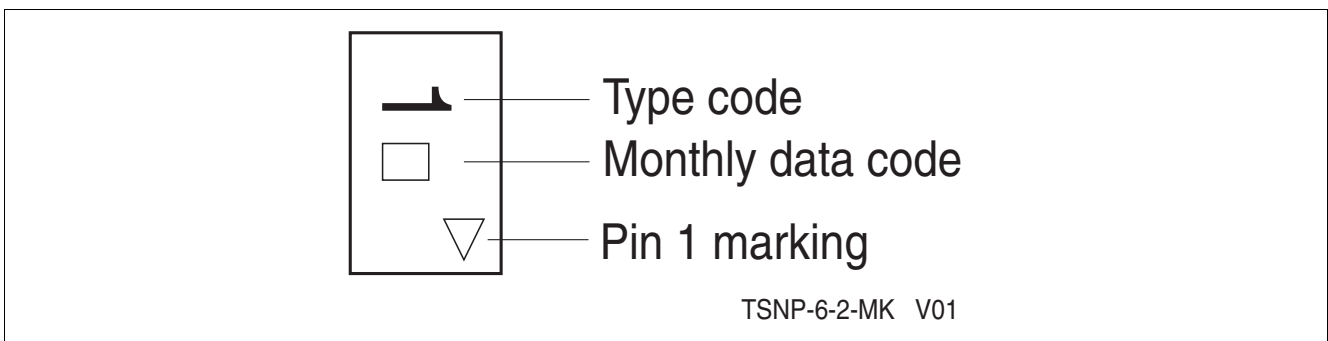 Type code
Monthly data code
Pin 1 marking
TSNP-6-2-MK V01